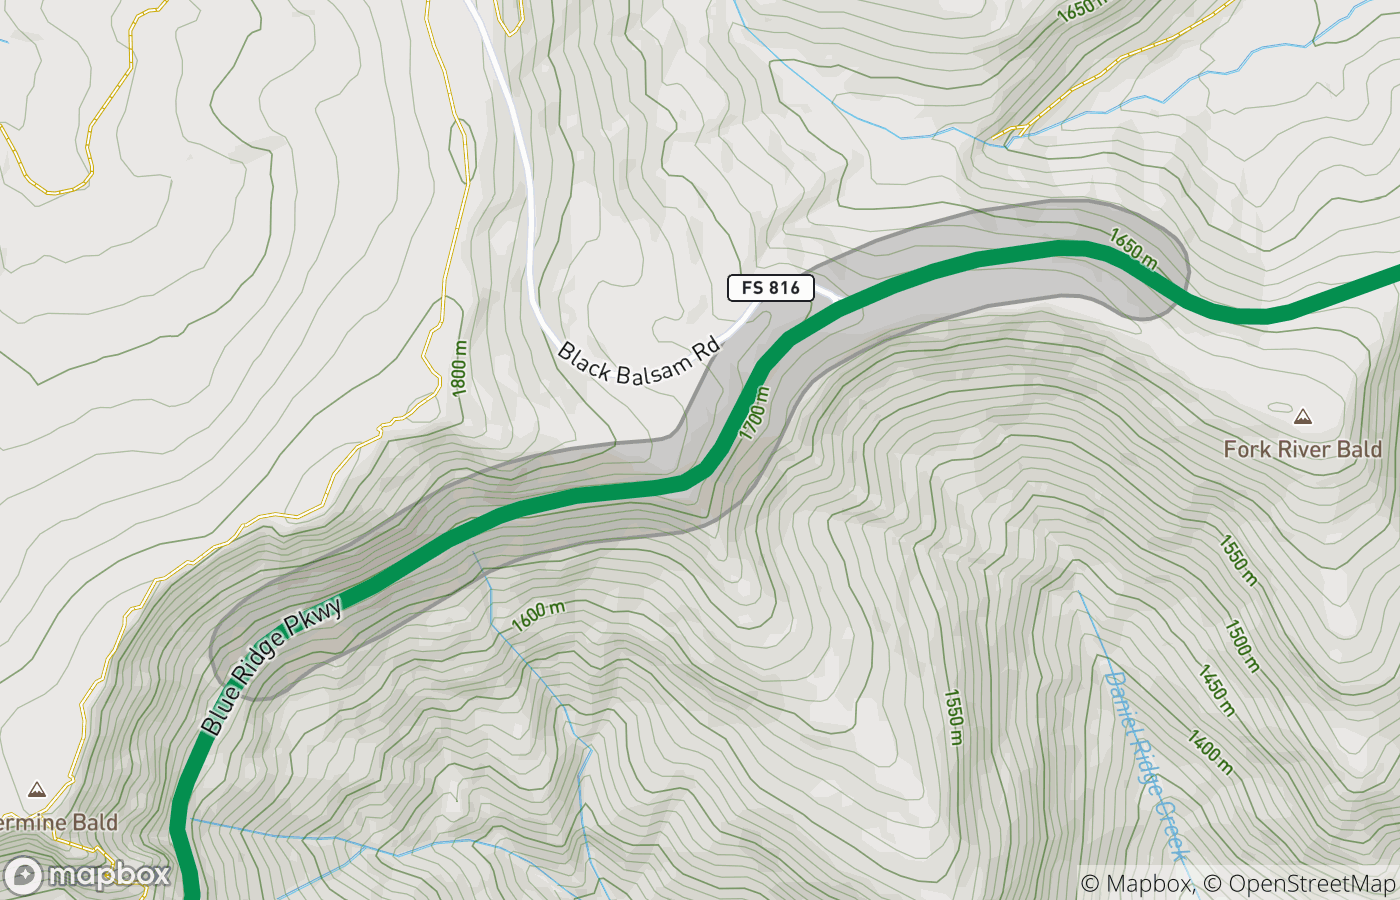 1650 m
1650 m
FS 816
Black Balsam Rd
1800 m
1700 m
Fork River Bald
1550 m
1600 m
Blue Ridge Pkwy
1500 m
1450 m
1550 m
Daniel Ridge Creek
1400 m
ermine Bald
mapbox
© Mapbox, © OpenStreetMap